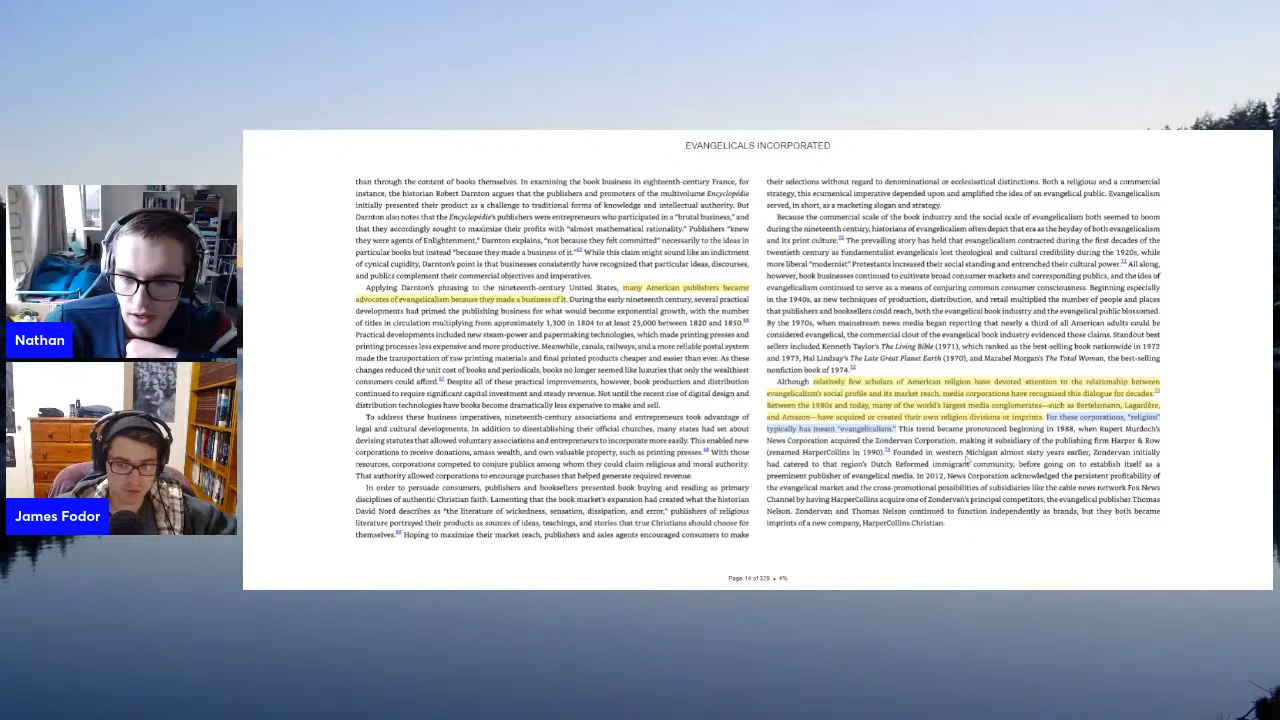 EVANGELICALS INCORPORATED
than through the content of books themselves. In examining the book business in eighteenth-century France, for
instance, the historian Robert Darnton argues that the publishers and promoters of the multivolume Encyclopédie
initially presented their product as a challenge to traditional forms of knowledge and intellectual authority. But
Darnton also notes that the Encyclopédie's publishers were entrepreneurs who participated in a “brutal business,” and
that they accordingly sought to maximize their profits with “almost mathematical rationality.” Publishers “knew
they were agents of Enlightenment,” Darnton explains, “not because they felt committed” necessarily to the ideas in
particular books but instead “because they made a business of it.”65 While this claim might sound like an indictment
of cynical cupidity, Darnton's point is that businesses consistently have recognized that particular ideas, discourses,
and publics complement their commercial objectives and imperatives.
Applying Darnton's phrasing to the nineteenth-century United States, many American publishers became
advocates of evangelicalism because they made a business of it. During the early nineteenth century, several practical
developments had primed the publishing business for what would become exponential growth, with the number
of titles in circulation multiplying from approximately 1,300 in 1804 to at least 25,000 between 1820 and 1850.66
Practical developments included new steam-power and papermaking technologies, which made printing presses and
printing processes less expensive and more productive. Meanwhile, canals, railways, and a more reliable postal system
made the transportation of raw printing materials and final printed products cheaper and easier than ever. As these
changes reduced the unit cost of books and periodicals, books no longer seemed like luxuries that only the wealthiest
consumers could afford.67 Despite all of these practical improvements, however, book production and distribution
continued to require significant capital investment and steady revenue. Not until the recent rise of digital design and
distribution technologies have books become dramatically less expensive to make and sell.
To address these business imperatives, nineteenth-century associations and entrepreneurs took advantage of
legal and cultural developments. In addition to disestablishing their official churches, many states had set about
devising statutes that allowed voluntary associations and entrepreneurs to incorporate more easily. This enabled new
corporations to receive donations, amass wealth, and own valuable property, such as printing presses.68 With those
resources, corporations competed to conjure publics among whom they could claim religious and moral authority.
That authority allowed corporations to encourage purchases that helped generate required revenue.
In order to persuade consumers, publishers and booksellers presented book buying and reading as primary
disciplines of authentic Christian faith. Lamenting that the book market's expansion had created what the historian
David Nord describes as “the literature of wickedness, sensation, dissipation, and error,” publishers of religious
literature portrayed their products as sources of ideas, teachings, and stories that true Christians should choose for
themselves.69 Hoping to maximize their market reach, publishers and sales agents encouraged consumers to make
their selections without regard to denominational or ecclesiastical distinctions. Both a religious and a commercial
strategy, this ecumenical imperative depended upon and amplified the idea of an evangelical public. Evangelicalism
served, in short, as a marketing slogan and strategy.
Because the commercial scale of the book industry and the social scale of evangelicalism both seemed to boom
during the nineteenth century, historians of evangelicalism often depict that era as the heyday of both evangelicalism
and its print culture.70 The prevailing story has held that evangelicalism contracted during the first decades of the
twentieth century as fundamentalist evangelicals lost theological and cultural credibility during the 1920s, while
more liberal “modernist” Protestants increased their social standing and entrenched their cultural power.71 All along,
however, book businesses continued to cultivate broad consumer markets and corresponding publics, and the idea of
evangelicalism continued to serve as a means of conjuring common consumer consciousness. Beginning especially
in the 1940s, as new techniques of production, distribution, and retail multiplied the number of people and places
that publishers and booksellers could reach, both the evangelical book industry and the evangelical public blossomed.
By the 1970s, when mainstream news media began reporting that nearly a third of all American adults could be
considered evangelical, the commercial clout of the evangelical book industry evidenced those claims. Standout best
sellers included Kenneth Taylor's The Living Bible (1971), which ranked as the best-selling book nationwide in 1972
and 1973, Hal Lindsay's The Late Great Planet Earth (1970), and Marabel Morgan's The Total Woman, the best-selling
nonfiction book of 1974.72
Although relatively few scholars of American religion have devoted attention to the relationship between
evangelicalism's social profile and its market reach, media corporations have recognized this dialogue for decades.73
Between the 1980s and today, many of the world's largest media conglomerates—such as Bertelsmann, Lagardère,
and Amazon—have acquired or created their own religion divisions or imprints. For these corporations, “religion”
typically has meant “evangelicalism.” This trend became pronounced beginning in 1988, when Rupert Murdoch's
News Corporation acquired the Zondervan Corporation, making it subsidiary of the publishing firm Harper & Row
(renamed HarperCollins in 1990).74 Founded in western Michigan almost sixty years earlier, Zondervan initially
had catered to that region's Dutch Reformed immigrant community, before going on to establish itself as a
preeminent publisher of evangelical media. In 2012, News Corporation acknowledged the persistent profitability of
the evangelical market and the cross-promotional possibilities of subsidiaries like the cable news network Fox News
Channel by having HarperCollins acquire one of Zondervan's principal competitors, the evangelical publisher Thomas
Nelson. Zondervan and Thomas Nelson continued to function independently as brands, but they both became
imprints of a new company, HarperCollins Christian.
Page 14 of 329 • 4%
Nathan
James Fodor